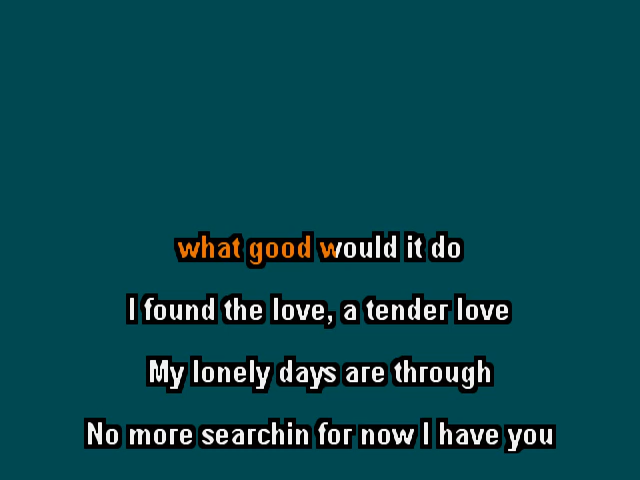 what good would it do
I found the love, a tender love
My lonely days are through
No more searchin for now I have you